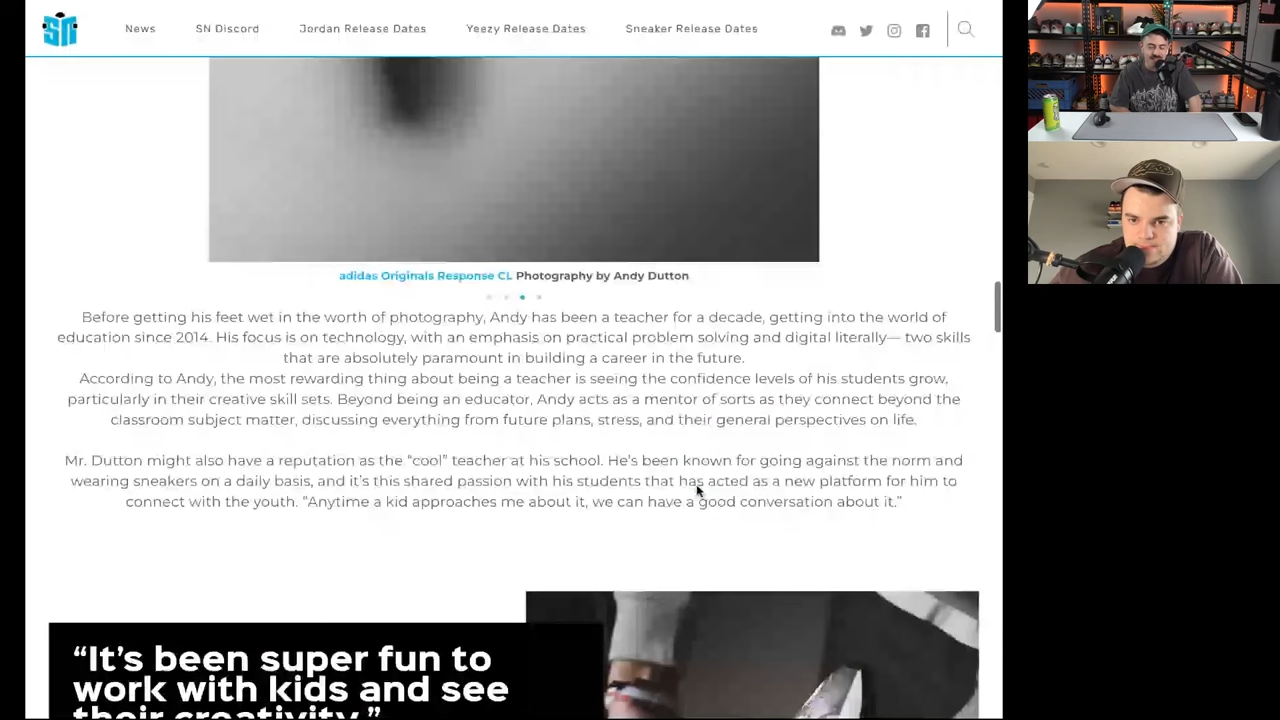 SN
News
SN Discord
Jordan Release Dates
Yeezy Release Dates
Sneaker Release Dates
adidas Originals Response CL Photography by Andy Dutton
Before getting his feet wet in the worth of photography, Andy has been a teacher for a decade, getting into the world of
education since 2014. His focus is on technology, with an emphasis on practical problem solving and digital literally— two skills
that are absolutely paramount in building a career in the future.
According to Andy, the most rewarding thing about being a teacher is seeing the confidence levels of his students grow,
particularly in their creative skill sets. Beyond being an educator, Andy acts as a mentor of sorts as they connect beyond the
classroom subject matter, discussing everything from future plans, stress, and their general perspectives on life.
Mr. Dutton might also have a reputation as the “cool” teacher at his school. He’s been known for going against the norm and
wearing sneakers on a daily basis, and it’s this shared passion with his students that has acted as a new platform for him to
connect with the youth. “Anytime a kid approaches me about it, we can have a good conversation about it.”
“It’s been super fun to
work with kids and see
their creativity.”